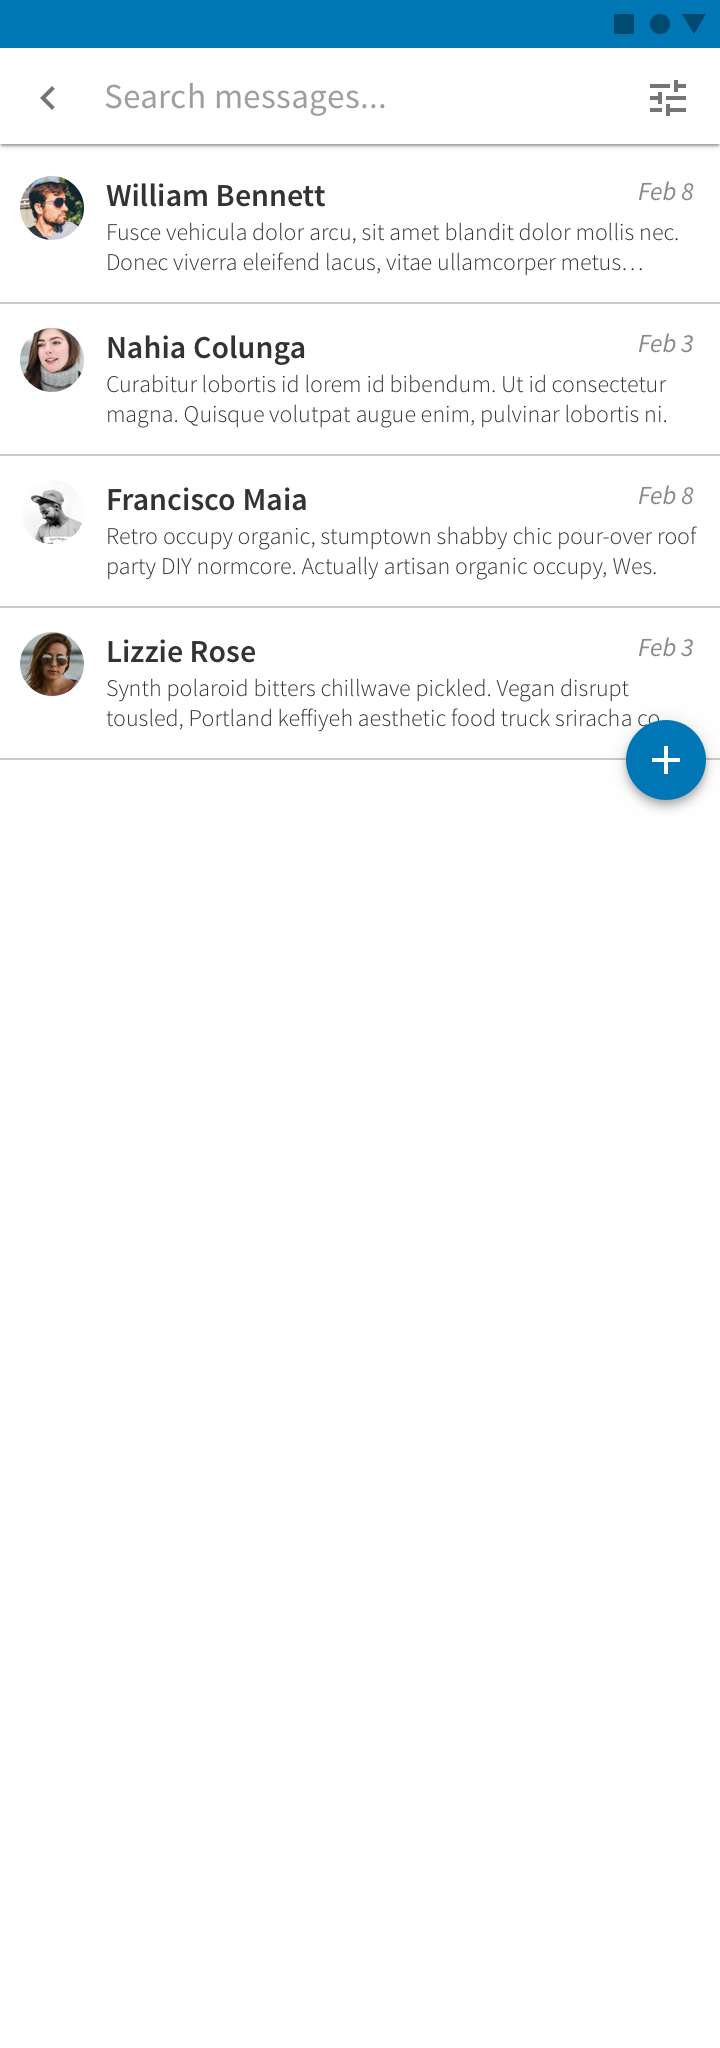 Search messages...
William Bennett
Feb 8
Fusce vehicula dolor arcu, sit amet blandit dolor mollis nec.
Donec viverra eleifend lacus, vitae ullamcorper metus…
Nahia Colunga
Feb 3
Curabitur lobortis id lorem id bibendum. Ut id consectetur
magna. Quisque volutpat augue enim, pulvinar lobortis ni.
Francisco Maia
Feb 8
Retro occupy organic, stumptown shabby chic pour-over roof
party DIY normcore. Actually artisan organic occupy, Wes.
Lizzie Rose
Feb 3
Synth polaroid bitters chillwave pickled. Vegan disrupt
tousled, Portland keffiyeh aesthetic food truck sriracha co